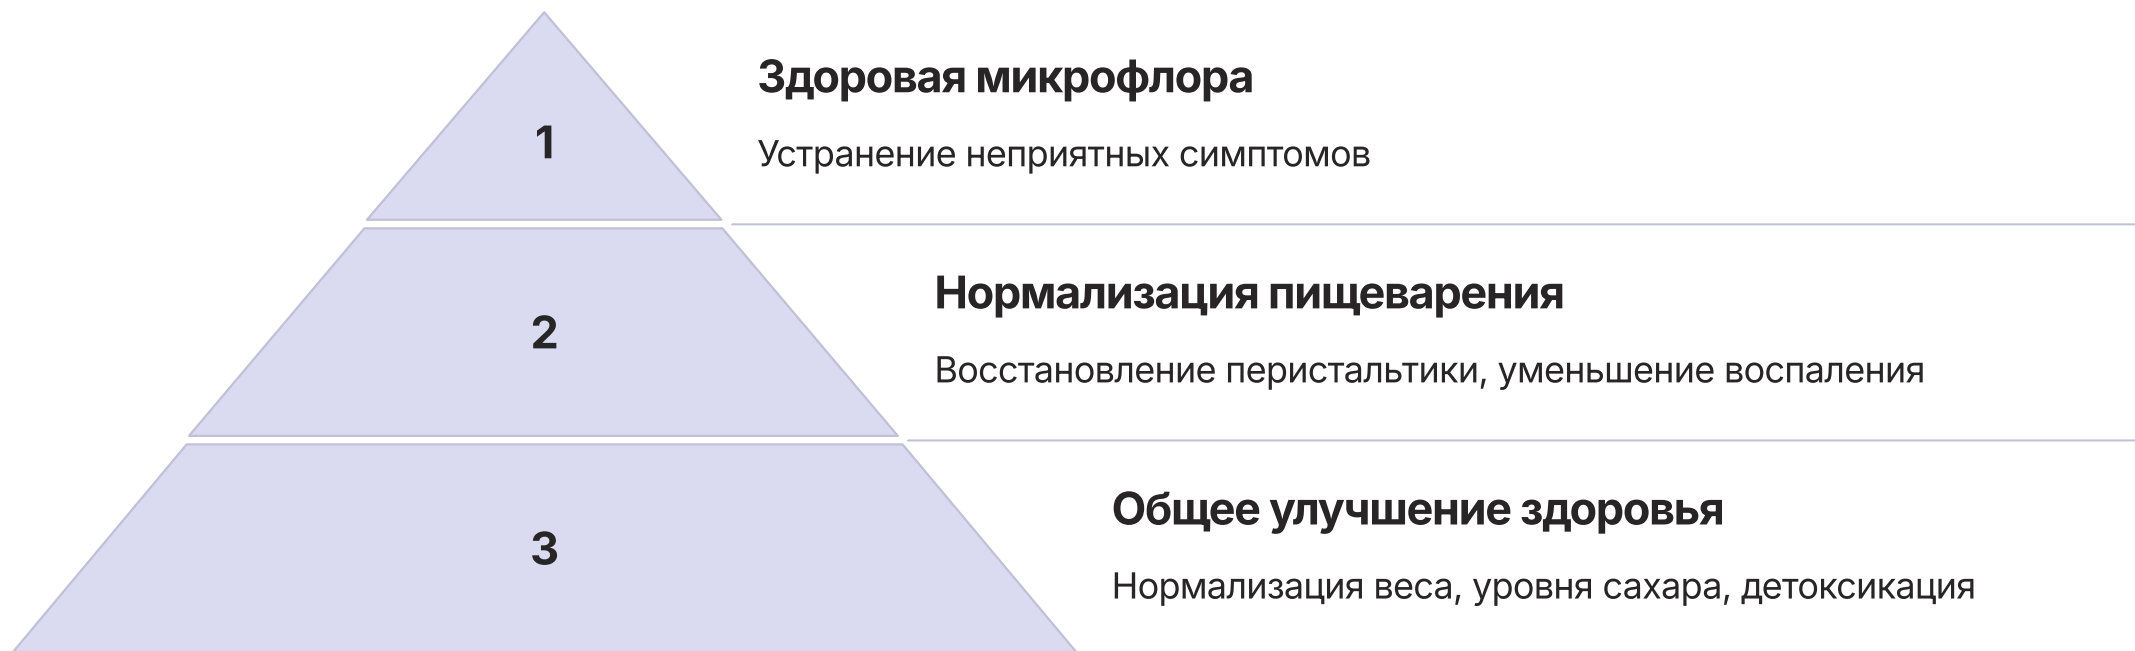 1
Здоровая микрофлора
Устранение неприятных симптомов
2
Нормализация пищеварения
Восстановление перистальтики, уменьшение воспаления
3
Общее улучшение здоровья
Нормализация веса, уровня сахара, детоксикация